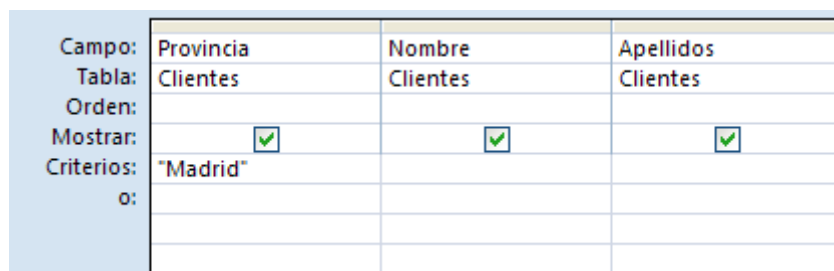 Campo: Provincia Nombre Apellidos
Tabla: Clientes Clientes Clientes
Orden:
Mostrar:
Criterios: "Madrid"
o: